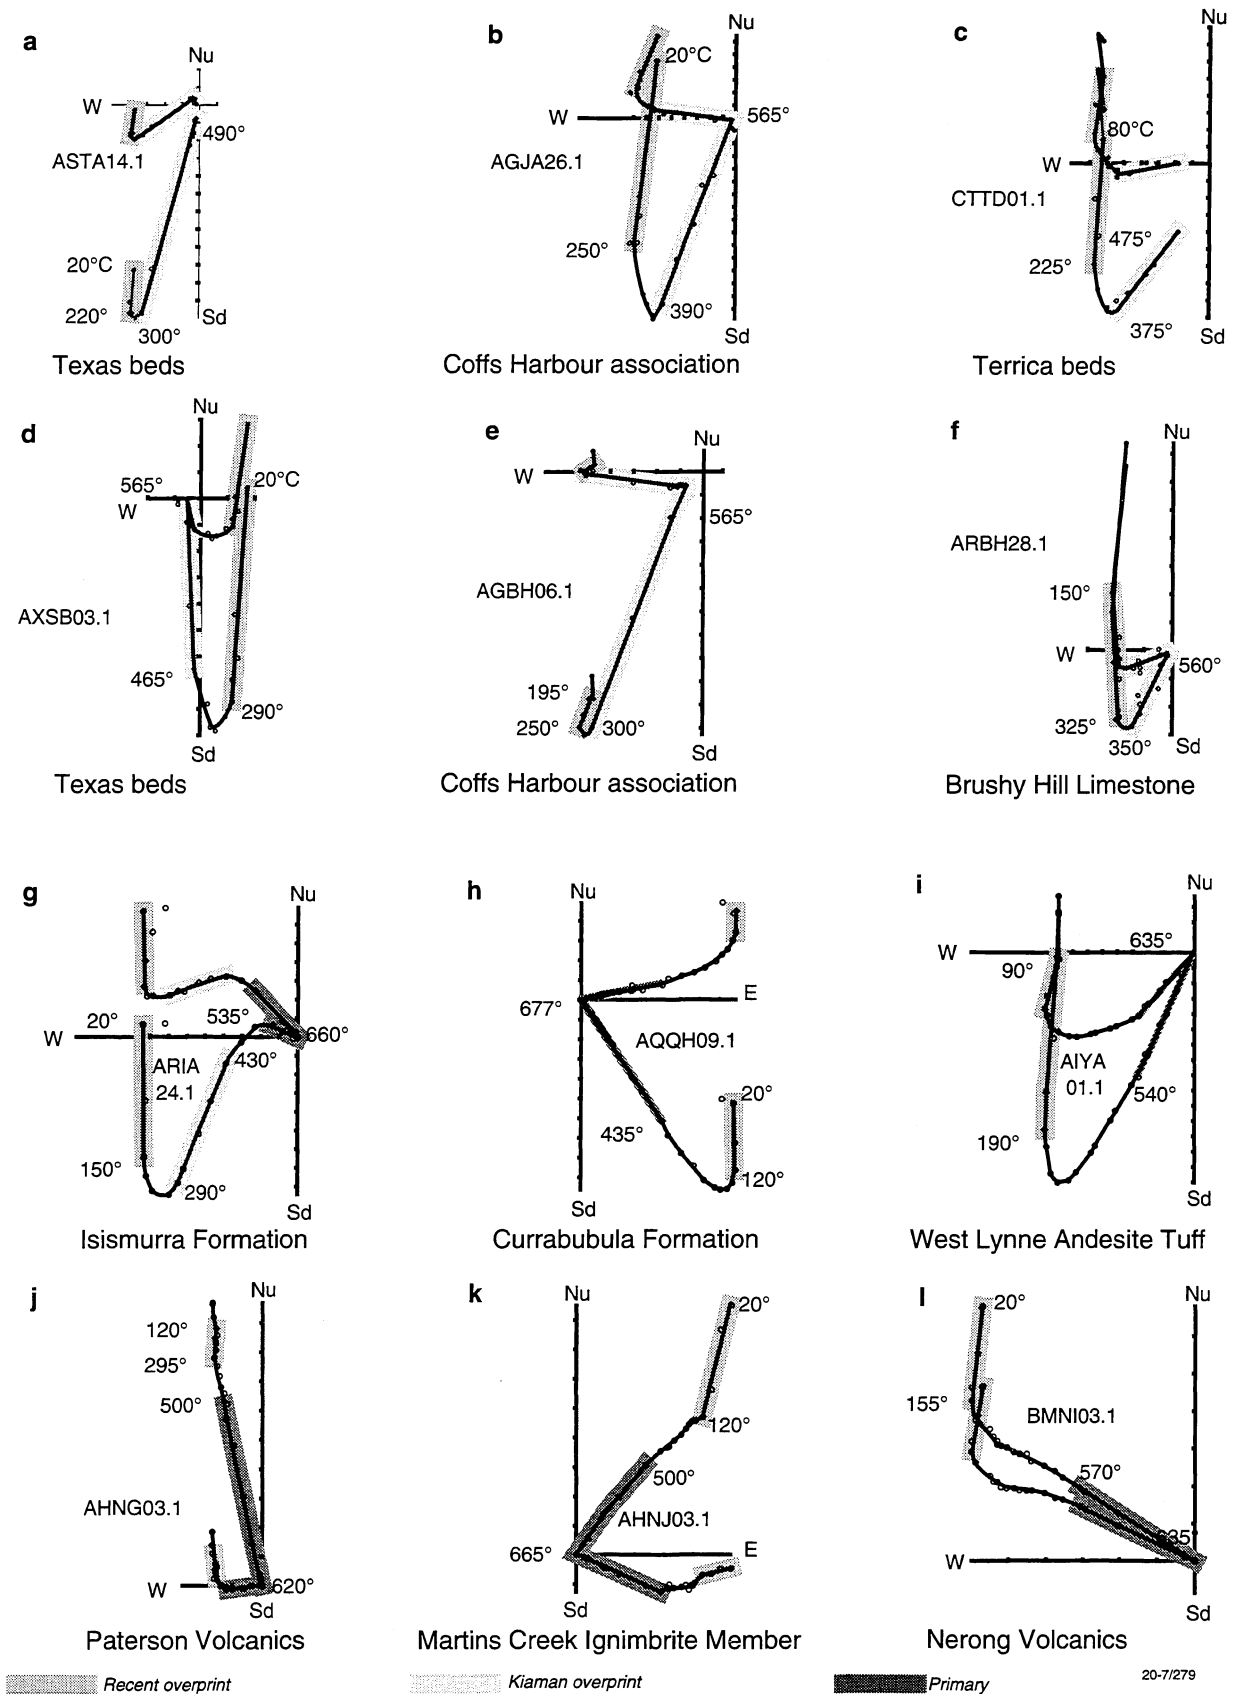 a
Nu
W
490°
ASTA14.1
20°C
220°
300°
Sd
Texas beds
b
Nu
20°C
W
565°
AGJA26.1
250°
390°
Sd
Coffs Harbour association
c
Nu
80°C
W
CTTD01.1
475°
225°
375°
Sd
Terrica beds
d
Nu
565°
20°C
W
AXSB03.1
465°
290°
Sd
Texas beds
e
Nu
W
565°
AGBH06.1
195°
250°
300°
Sd
Coffs Harbour association
f
Nu
ARBH28.1
150°
W
560°
325°
350°
Sd
Brushy Hill Limestone
g
Nu
20°
535°
W
660°
430°
ARIA
24.1
150°
290°
Sd
Isismurra Formation
h
Nu
E
677°
AQQH09.1
20°
435°
120°
Sd
Currabubula Formation
i
Nu
635°
W
90°
AIYA
01.1
540°
190°
Sd
West Lynne Andesite Tuff
j
Nu
120°
295°
500°
AHNG03.1
W
620°
Sd
Paterson Volcanics
k
Nu
20°
120°
500°
AHNJ03.1
665°
E
Sd
Martins Creek Ignimbrite Member
l
Nu
20°
155°
BMNI03.1
570°
635°
W
Sd
Nerong Volcanics
Recent overprint
Kiaman overprint
Primary
20-7/279